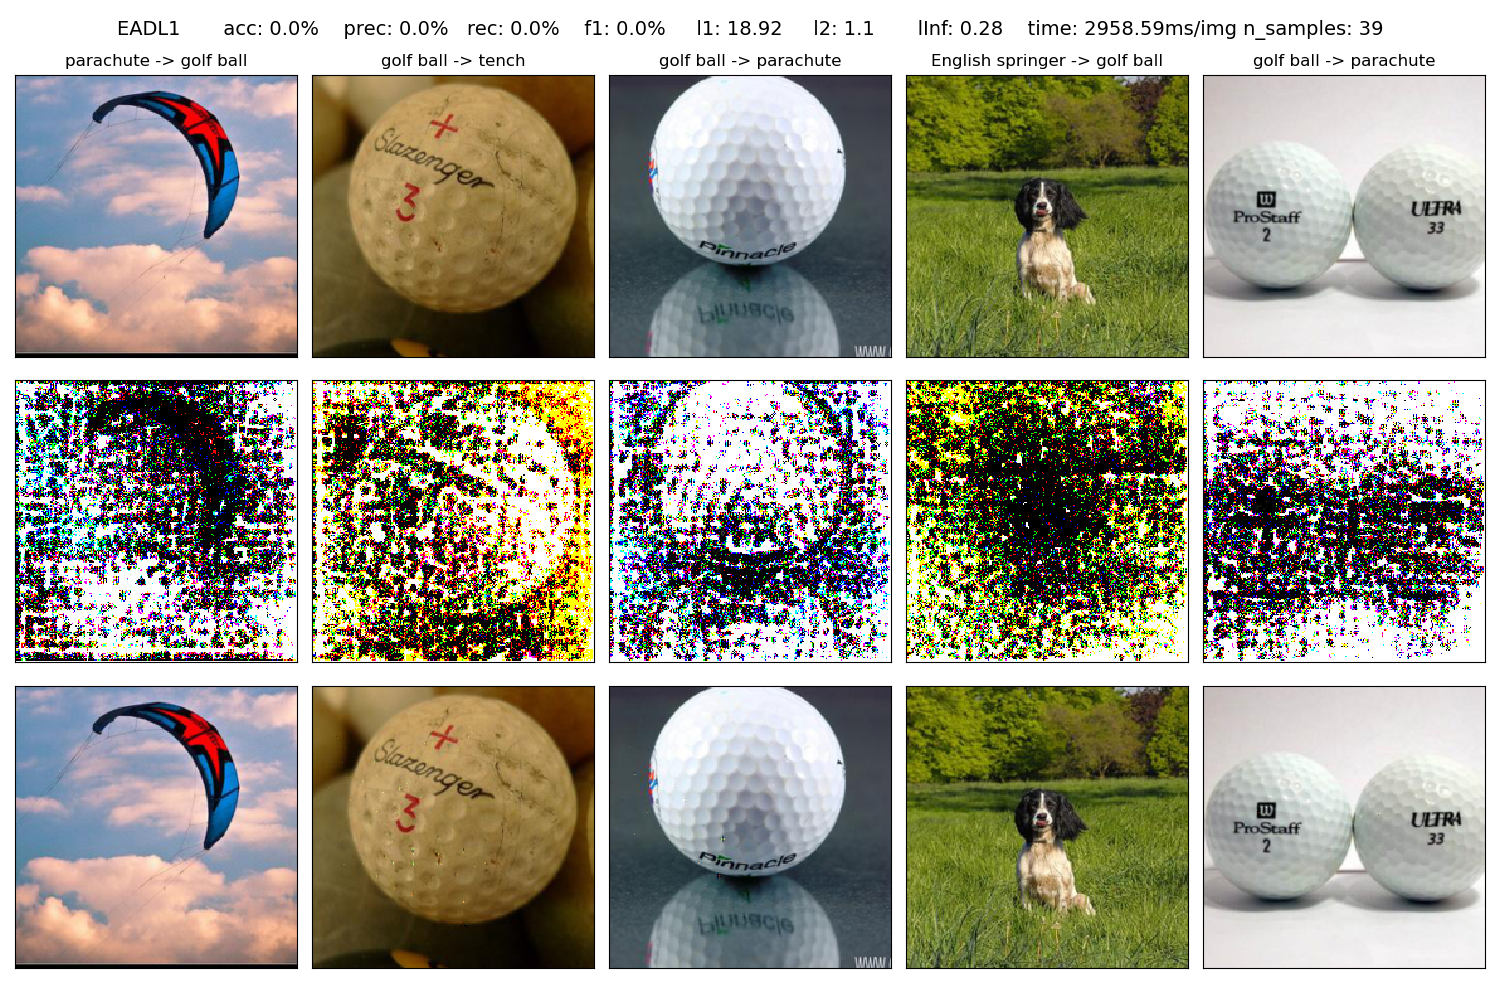 EADL1 acc: 0.0% prec: 0.0% rec: 0.0% f1: 0.0% l1: 18.92 l2: 1.1 lInf: 0.28 time: 2958.59ms/img n_samples: 39
parachute -> golf ball
golf ball -> tench
golf ball -> parachute
English springer -> golf ball
golf ball -> parachute
+
Slazenger
3
Pinnacle
Pinnacle
WWW.
W
ProStaff
2
ULTRA
33
+
Slazenger
3
Pinnacle
Pinnacle
WWW.
W
ProStaff
2
ULTRA
33